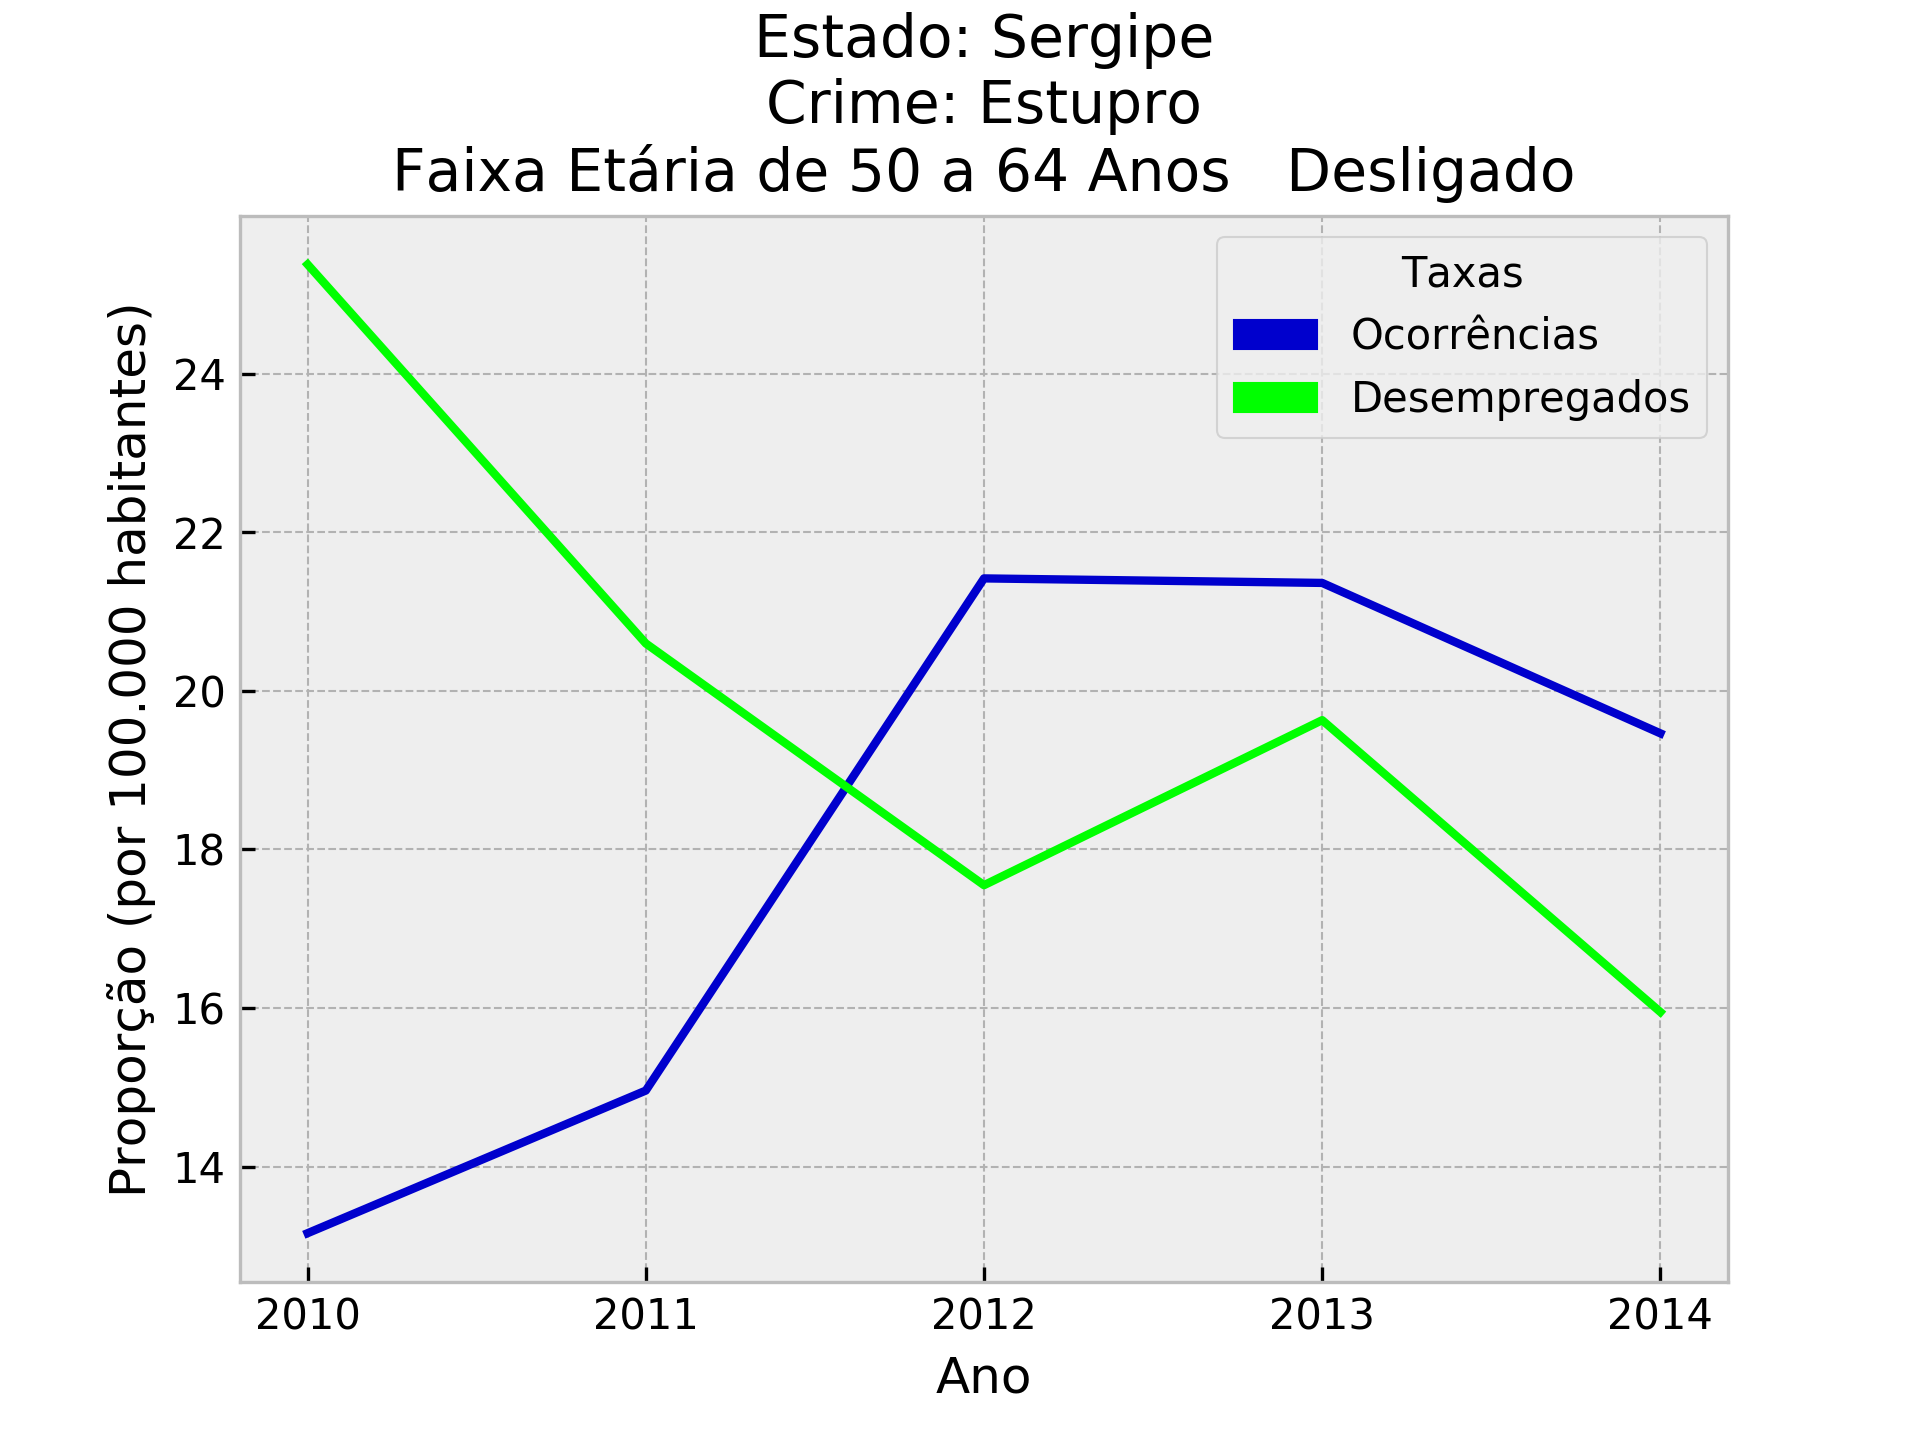 Estado: Sergipe
Crime: Estupro
Faixa Etária de 50 a 64 Anos   Desligado
Taxas
Ocorrências
Desempregados
Proporção (por 100.000 habitantes)
24
22
20
18
16
14
2010 2011 2012 2013 2014
Ano